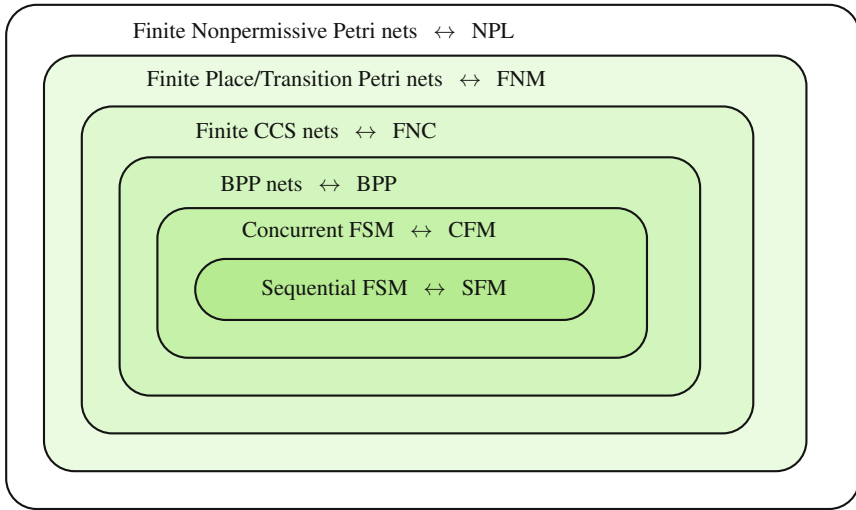 Finite Nonpermissive Petri nets ↔ NPL
Finite Place/Transition Petri nets ↔ FNM
Finite CCS nets ↔ FNC
BPP nets ↔ BPP
Concurrent FSM ↔ CFM
Sequential FSM ↔ SFM